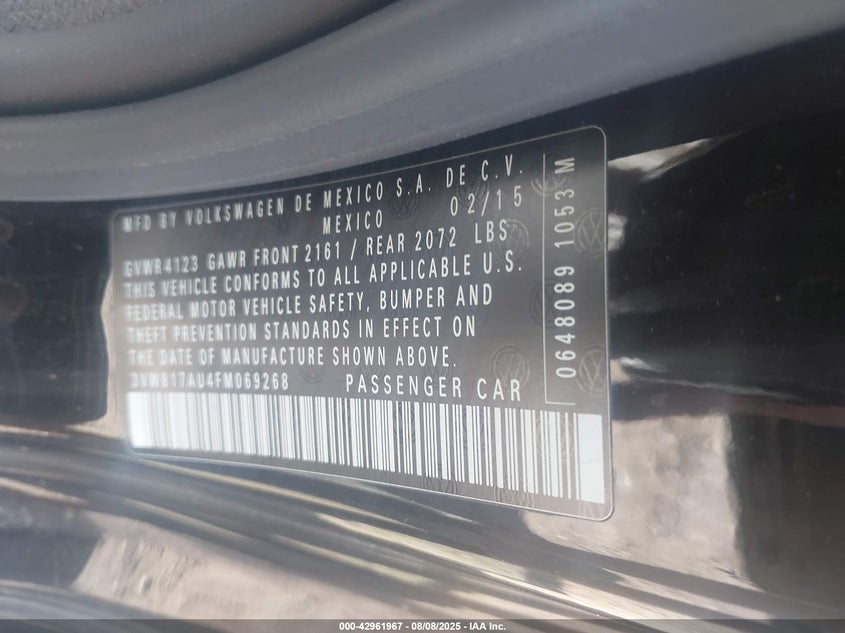 MFD BY VOLKSWAGEN DE MEXICO S.A. DE C.V.
MEXICO 02/15
GVWR4123 GAWR FRONT 2161 / REAR 2072 LBS
THIS VEHICLE CONFORMS TO ALL APPLICABLE U.S.
FEDERAL MOTOR VEHICLE SAFETY, BUMPER AND
THEFT PREVENTION STANDARDS IN EFFECT ON
THE DATE OF MANUFACTURE SHOWN ABOVE.
3VWB17AU4FM069268 PASSENGER CAR
0648089 1053 M
000-42961967 - 08/08/2025 - IAA Inc.